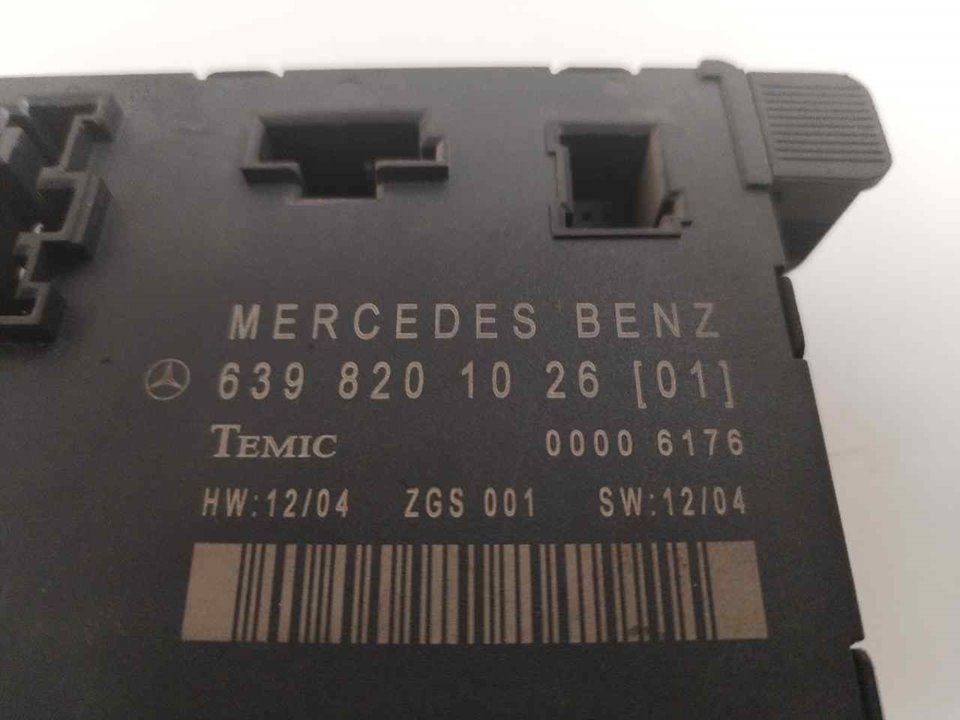 MERCEDES BENZ
639 820 10 26 [01]
TEMIC 0000 6176
HW:12/04 ZGS 001 SW:12/04